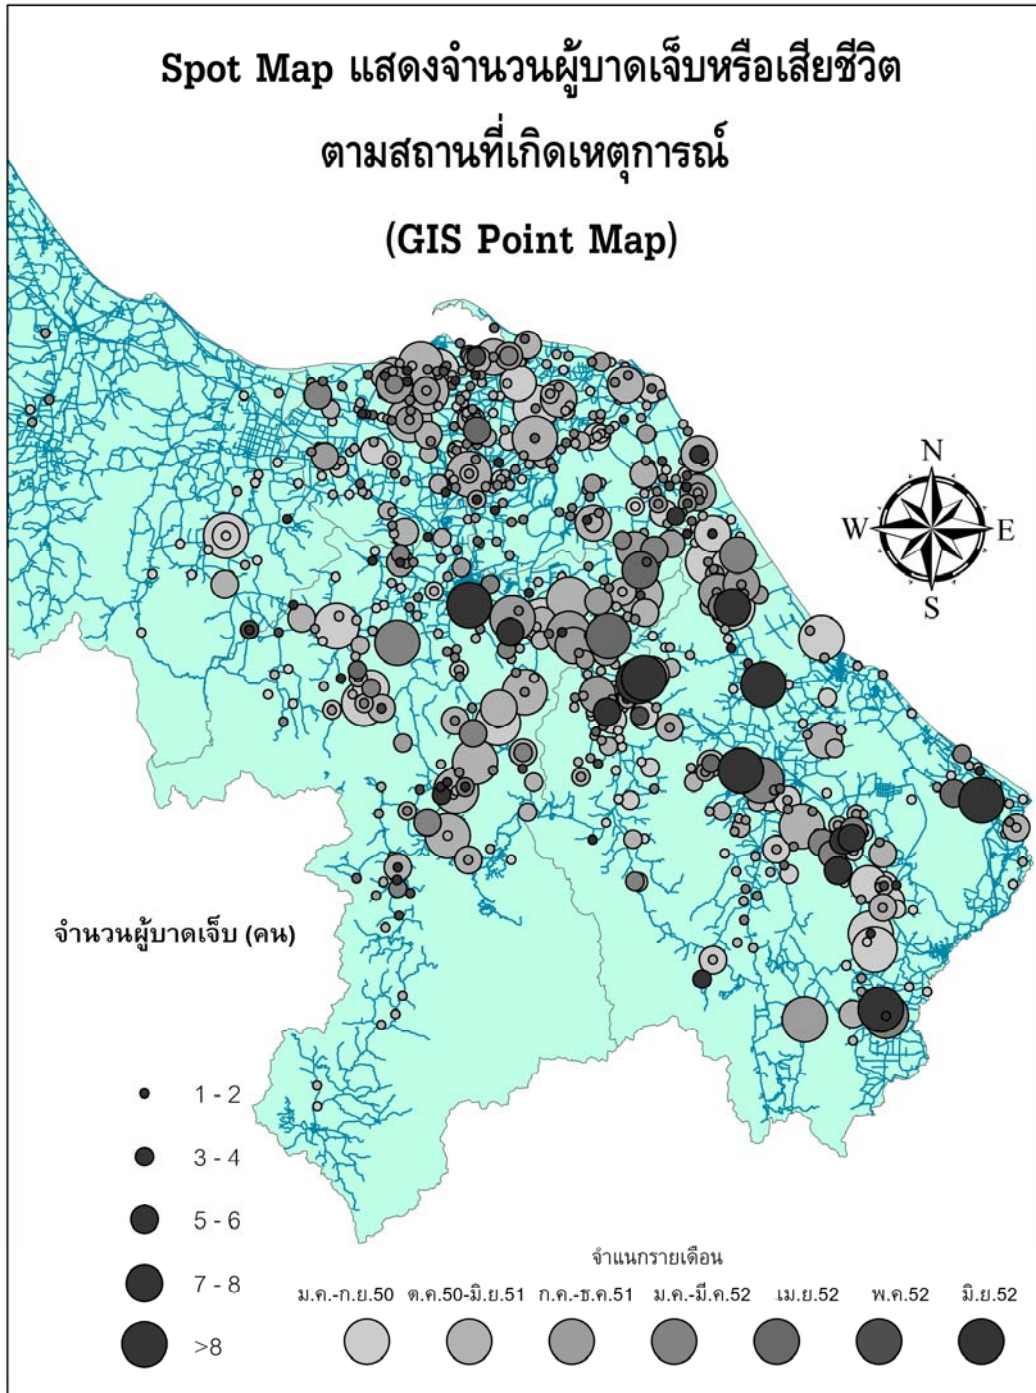 Spot Map แสดงจำนวนผู้บาดเจ็บหรือเสียชีวิต
ตามสถานที่เกิดเหตุการณ์
(GIS Point Map)
N
W E
S
จำนวนผู้บาดเจ็บ (คน)
1 - 2
3 - 4
5 - 6
7 - 8
>8
จำแนกรายเดือน
ม.ค.-ก.ย.50 ต.ค.50-มิ.ย.51 ก.ค.-ธ.ค.51 ม.ค.-มี.ค.52 เม.ย.52 พ.ค.52 มิ.ย.52